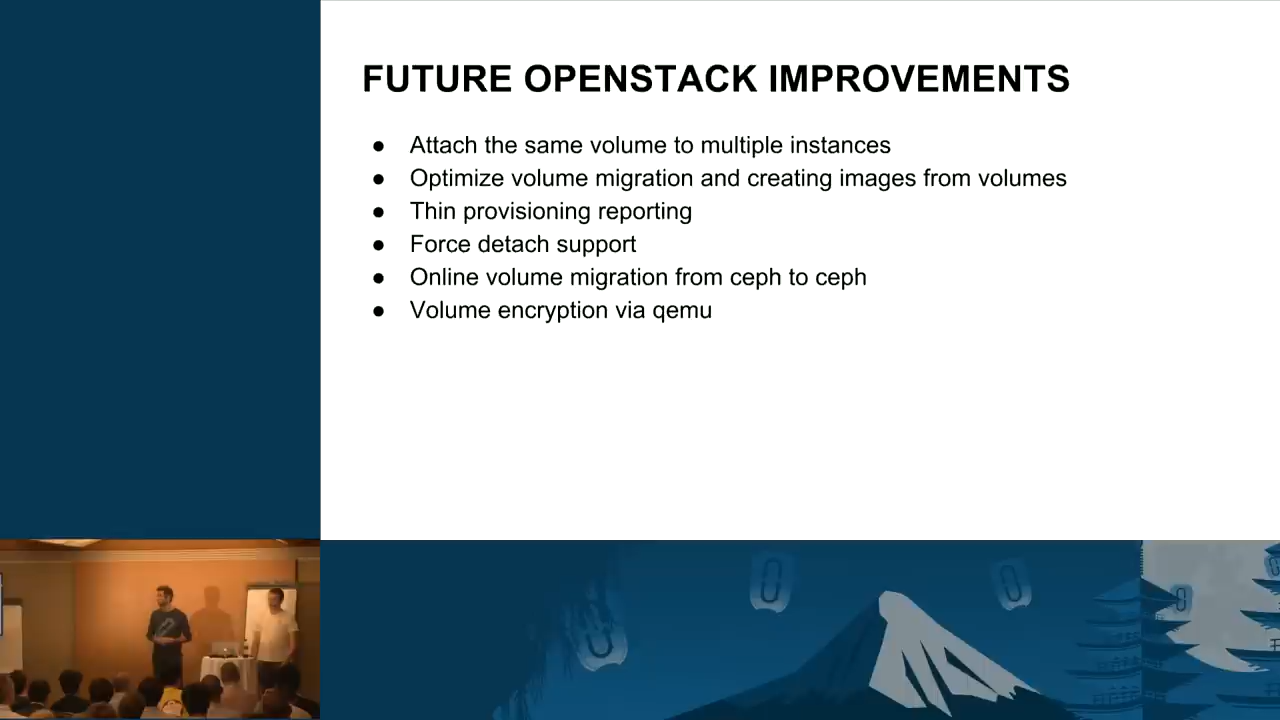 FUTURE OPENSTACK IMPROVEMENTS
● Attach the same volume to multiple instances
● Optimize volume migration and creating images from volumes
● Thin provisioning reporting
● Force detach support
● Online volume migration from ceph to ceph
● Volume encryption via qemu